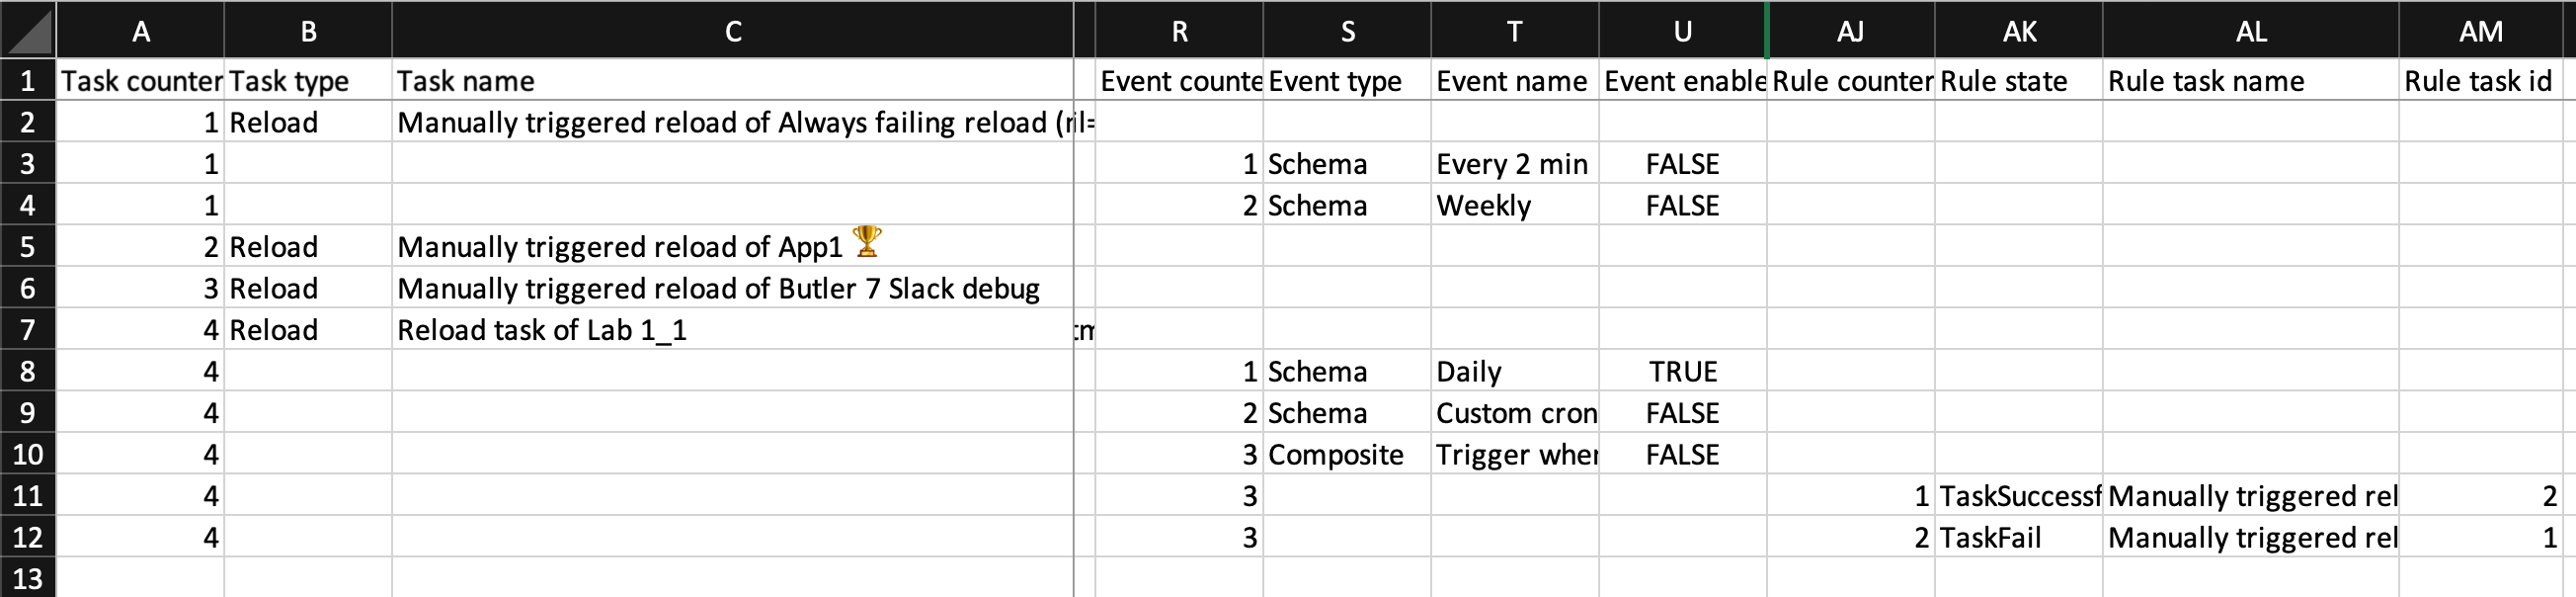 A B C R S T U AJ AK AL AM
1 Task counter Task type Task name Event counte Event type Event name Event enable Rule counter Rule state Rule task name Rule task id
2 1 Reload Manually triggered reload of Always failing reload (
3 1 1 Schema Every 2 min FALSE
4 1 2 Schema Weekly FALSE
5 2 Reload Manually triggered reload of App1 🏆
6 3 Reload Manually triggered reload of Butler 7 Slack debug
7 4 Reload Reload task of Lab 1_1
8 4 1 Schema Daily TRUE
9 4 2 Schema Custom cron FALSE
10 4 3 Composite Trigger when FALSE
11 4 3 1 TaskSuccessf Manually triggered rel 2
12 4 3 2 TaskFail Manually triggered rel 1
13